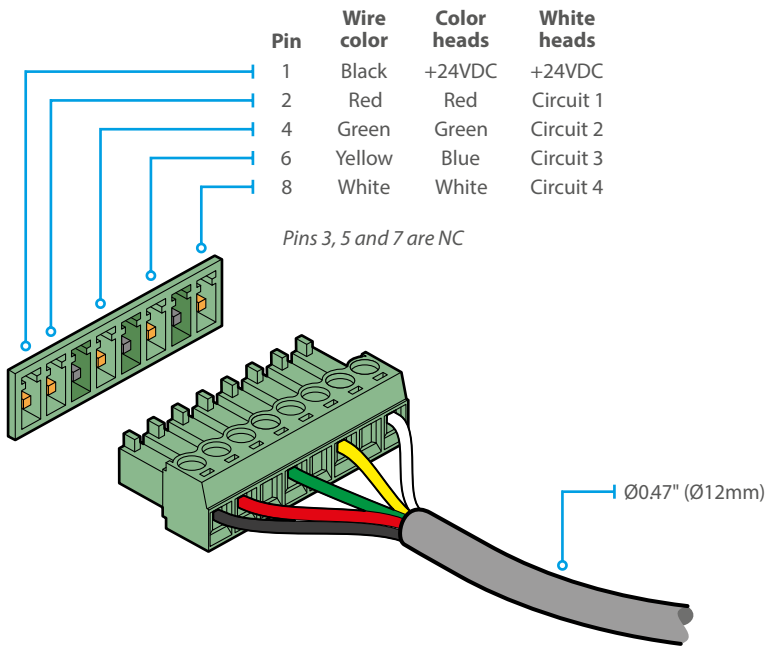 Pin Wire color Color heads White heads
1 Black +24VDC +24VDC
2 Red Red Circuit 1
4 Green Green Circuit 2
6 Yellow Blue Circuit 3
8 White White Circuit 4
Pins 3, 5 and 7 are NC
Ø047" (Ø12mm)